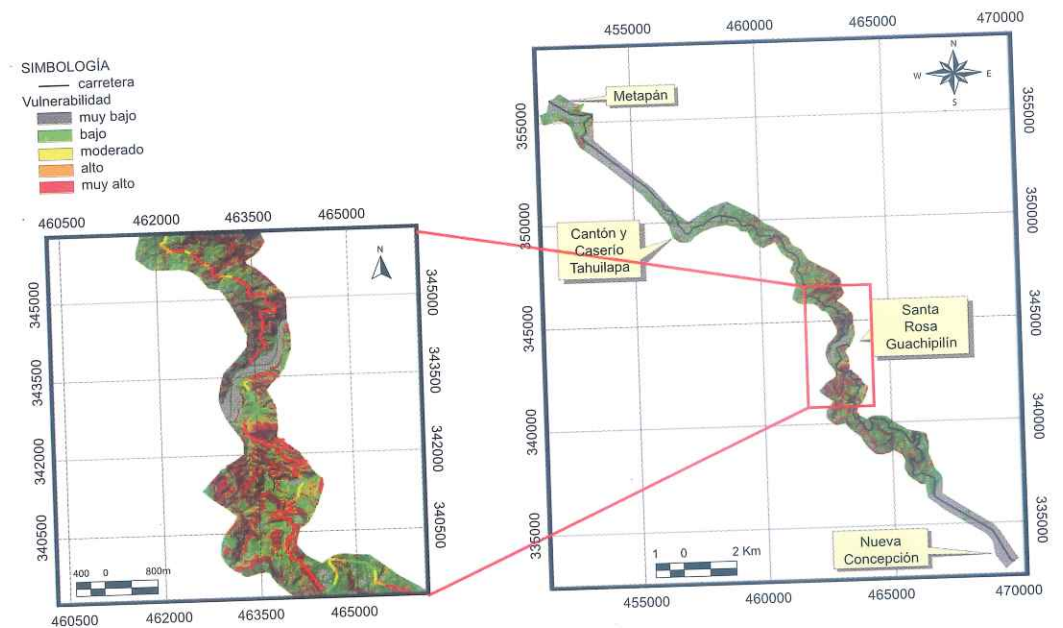 SIMBOLOGÍA
carretera
Vulnerabilidad
muy bajo
bajo
moderado
alto
muy alto
460500 462000 463500 465000
345000
343500
342000
340500
345000
343500
342000
340500
N
400 0 800m
460500 462000 463500 465000
455000 460000 465000 470000
355000
350000
345000
340000
335000
355000
350000
345000
340000
335000
N
W E
S
Metapán
Cantón y
Caserío
Tahuilapa
Santa
Rosa
Guachipilín
Nueva
Concepción
1 0 2 Km
455000 460000 465000 470000